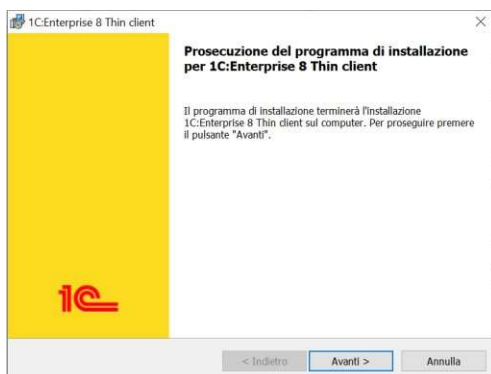 1C:Enterprise 8 Thin client
Prosecuzione del programma di installazione
per 1C:Enterprise 8 Thin client
Il programma di installazione terminerà l'installazione
1C:Enterprise 8 Thin client sul computer. Per proseguire premere
il pulsante "Avanti".
1C
< Indietro
Avanti >
Annulla